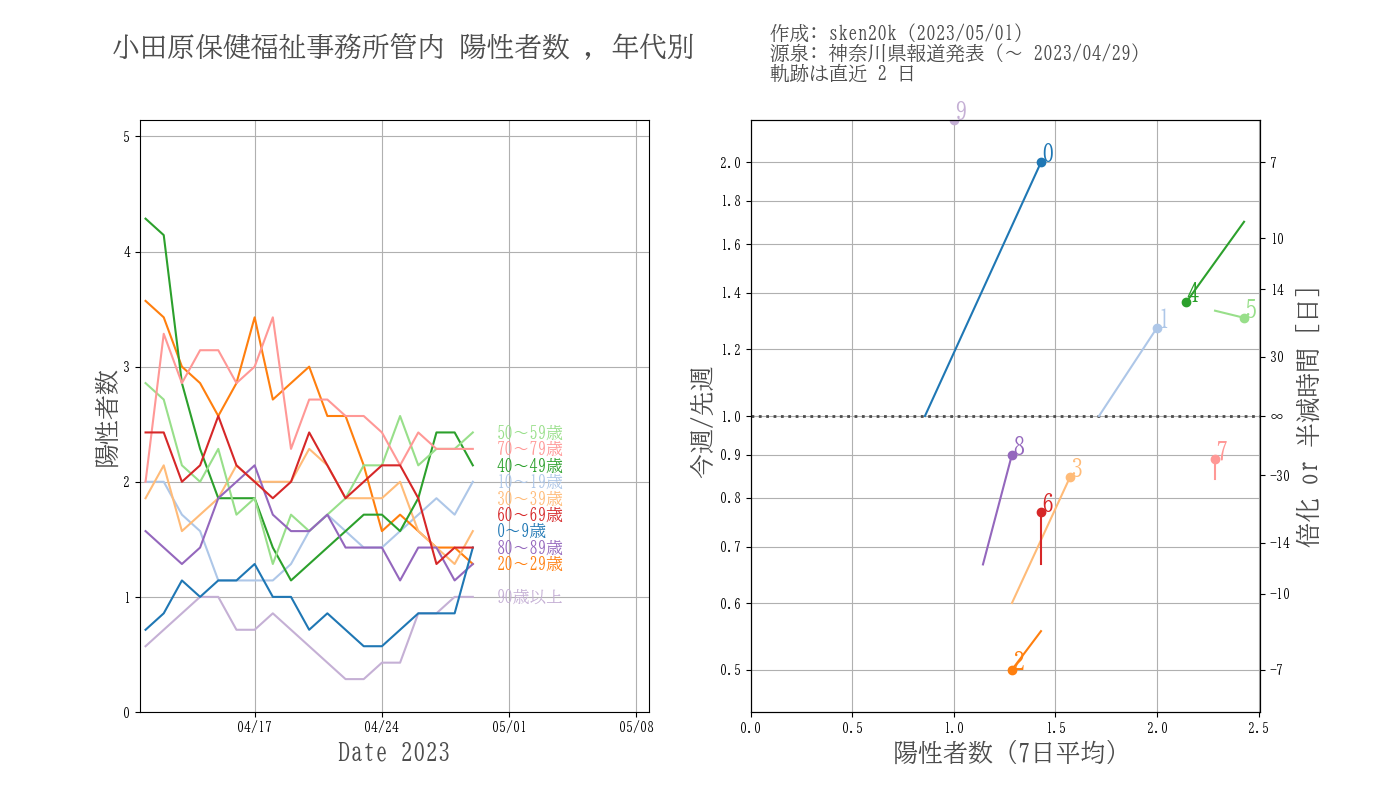 小田原保健福祉事務所管内 陽性者数 , 年代別
作成: sken20k (2023/05/01)
源泉: 神奈川県報道発表 (〜 2023/04/29)
軌跡は直近 2 日
陽性者数
5
4
3
2
1
0
04/17
04/24
05/01
05/08
Date 2023
50〜59歳
70〜79歳
40〜49歳
10〜19歳
30〜39歳
60〜69歳
0〜9歳
80〜89歳
20〜29歳
90歳以上
今週/先週
2.0
1.8
1.6
1.4
1.2
1.0
0.9
0.8
0.7
0.6
0.5
9
0
4
5
1
8
3
7
6
2
0.0
0.5
1.0
1.5
2.0
2.5
陽性者数 (7日平均)
7
10
14
30
∞
-30
-14
-10
-7
倍化 or 半減時間 [日]